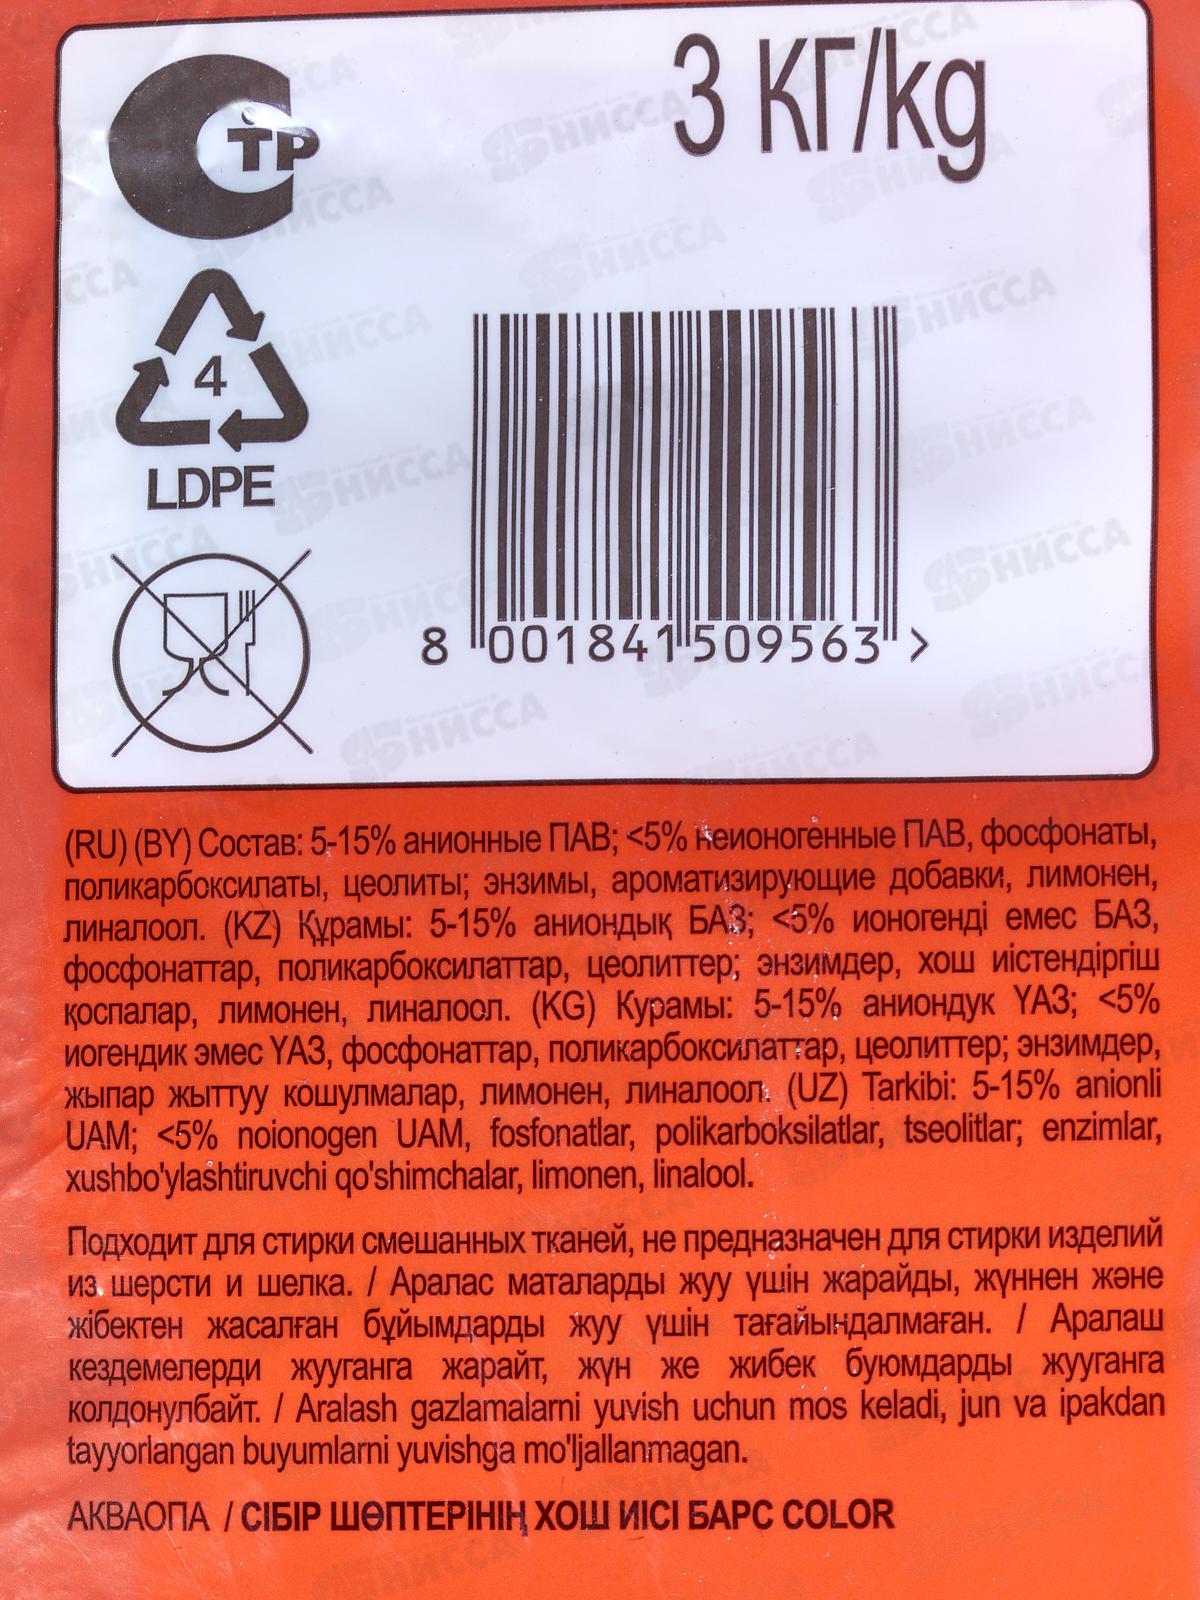 СТР
3 КГ/kg
4
LDPE
8 001841 509563 >
(RU) (BY) Состав: 5-15% анионные ПАВ; <5% неионогенные ПАВ, фосфонаты,
поликарбоксилаты, цеолиты; энзимы, ароматизирующие добавки, лимонен,
линалоол. (KZ) Құрамы: 5-15% аниондық БАЗ; <5% ионогенді емес БАЗ,
фосфонаттар, поликарбоксилаттар, цеолиттер; энзимдер, хош иістендіргіш
қоспалар, лимонен, линалоол. (KG) Курамы: 5-15% аниондук ҮАЗ; <5%
иогендик эмес ҮАЗ, фосфонаттар, поликарбоксилаттар, цеолиттер; энзимдер,
жыпар жыттуу кошулмалар, лимонен, линалоол. (UZ) Tarkibi: 5-15% anionli
UAM; <5% noionogen UAM, fosfonatlar, polikarboksilatlar, tseolitlar; enzimlar,
xushbo'ylashtiruvchi qo'shimchalar, limonen, linalool.
Подходит для стирки смешанных тканей, не предназначен для стирки изделий
из шерсти и шелка. / Аралас маталарды жуу үшін жарайды, жүннен және
жібектен жасалған бұйымдарды жуу үшін тағайындалмаған. / Аралаш
кездемелерди жууганга жарайт, жүн же жибек буюмдарды жууганга
колдонулбайт. / Aralash gazlamalarni yuvish uchun mos keladi, jun va ipakdan
tayyorlangan buyumlarni yuvishga mo'ljallanmagan.
АКВАОПА / СІБІР ШӨПТЕРІНІҢ ХОШ ИІСІ БАРС COLOR